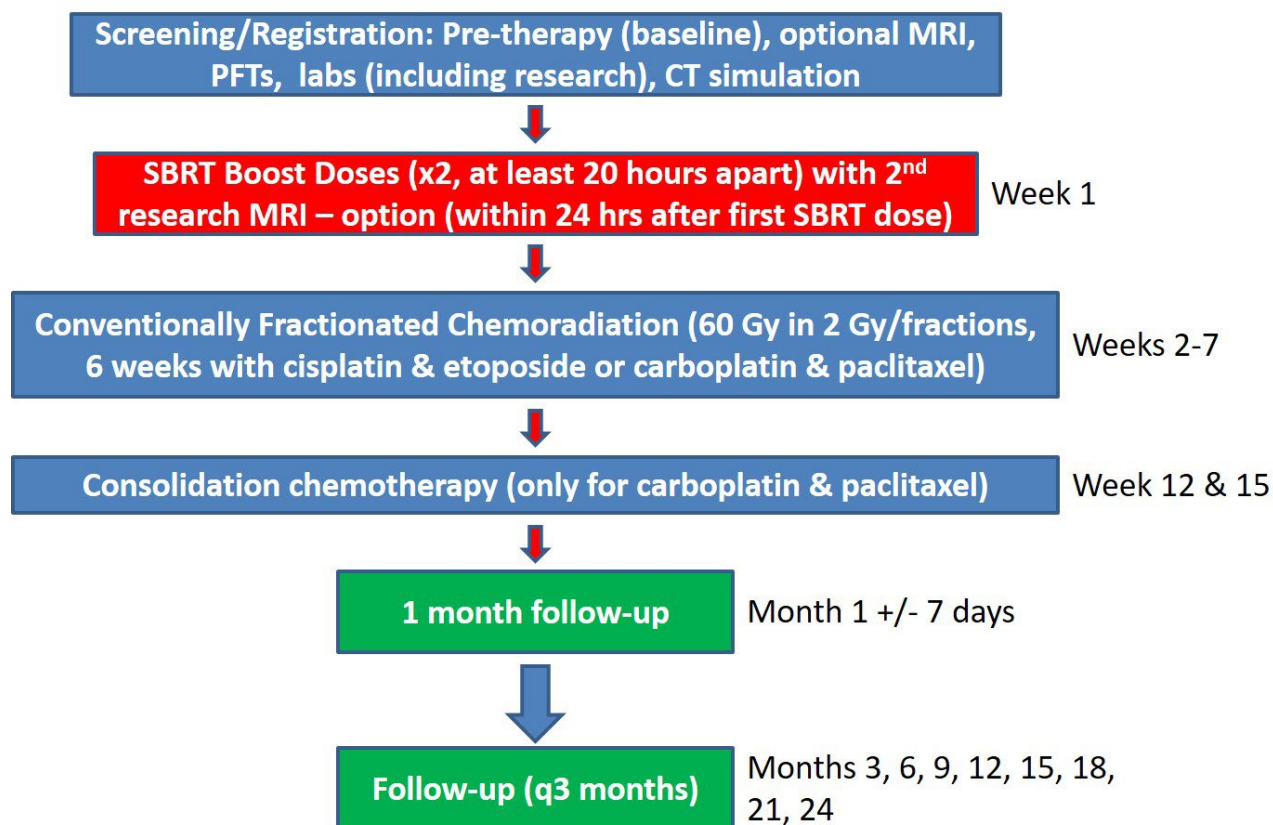 Screening/Registration: Pre-therapy (baseline), optional MRI,
PFTs, labs (including research), CT simulation
SBRT Boost Doses (x2, at least 20 hours apart) with 2nd
research MRI – option (within 24 hrs after first SBRT dose)
Week 1
Conventionally Fractionated Chemoradiation (60 Gy in 2 Gy/fractions,
6 weeks with cisplatin & etoposide or carboplatin & paclitaxel)
Weeks 2-7
Consolidation chemotherapy (only for carboplatin & paclitaxel)
Week 12 & 15
1 month follow-up
Month 1 +/- 7 days
Follow-up (q3 months)
Months 3, 6, 9, 12, 15, 18,
21, 24